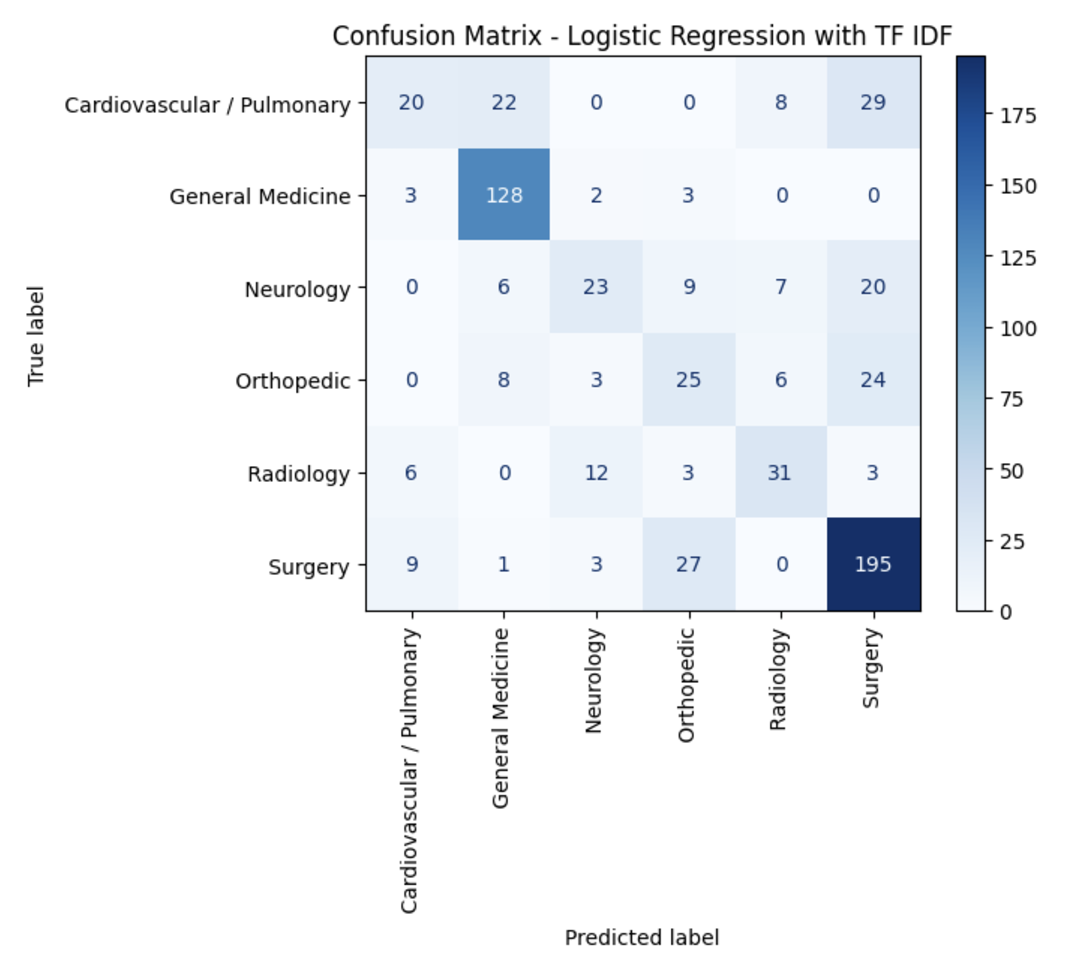 Confusion Matrix - Logistic Regression with TF IDF
True label
Cardiovascular / Pulmonary 20 22 0 0 8 29
General Medicine 3 128 2 3 0 0
Neurology 0 6 23 9 7 20
Orthopedic 0 8 3 25 6 24
Radiology 6 0 12 3 31 3
Surgery 9 1 3 27 0 195
Cardiovascular / Pulmonary
General Medicine
Neurology
Orthopedic
Radiology
Surgery
Predicted label
175
150
125
100
75
50
25
0